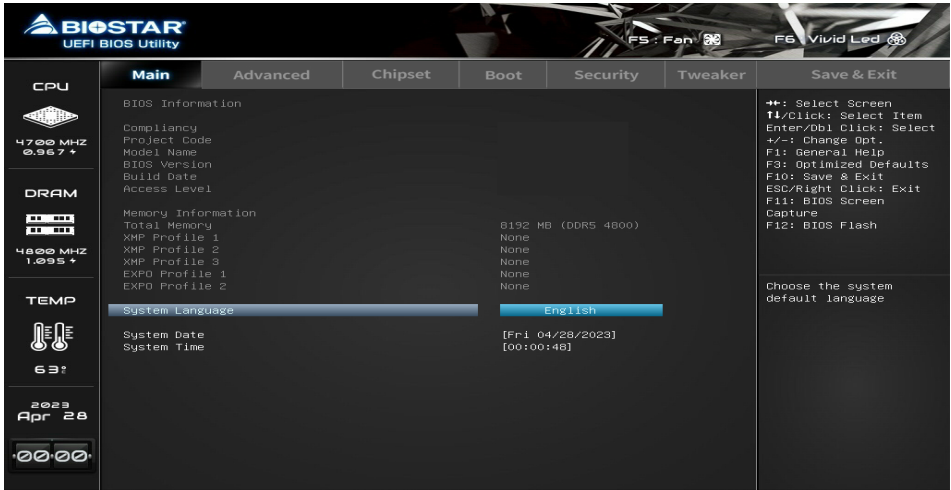 BIOSTAR
UEFI BIOS Utility
F5 : Fan
F6 Vivid Led
Main Advanced Chipset Boot Security Tweaker Save & Exit
CPU
4700 MHZ
0.967
DRAM
4800 MHZ
1.095
TEMP
63
2023
Apr 28
00:00
BIOS Information
Compliancy
Project Code
Model Name
BIOS Version
Build Date
Access Level
Memory Information
Total Memory 8192 MB (DDR5 4800)
XMP Profile 1 None
XMP Profile 2 None
XMP Profile 3 None
EXPO Profile 1 None
EXPO Profile 2 None
System Language English
System Date [Fri 04/28/2023]
System Time [00:00:48]
→←: Select Screen
↑↓/Click: Select Item
Enter/Dbl Click: Select
+/-: Change Opt.
F1: General Help
F3: Optimized Defaults
F10: Save & Exit
ESC/Right Click: Exit
F11: BIOS Screen
Capture
F12: BIOS Flash
Choose the system
default language